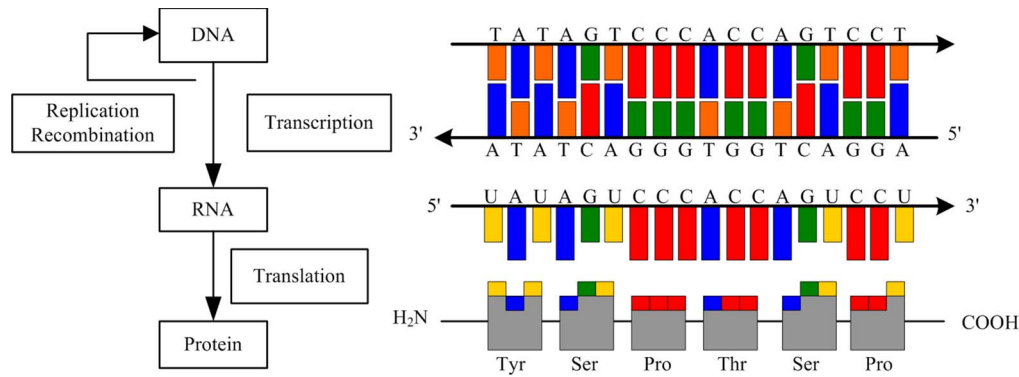 DNA
Replication
Recombination
Transcription
RNA
Translation
Protein
T A T A G T C C C A C C A G T C C T
3' 5'
A T A T C A G G G T G G T C A G G A
U A U A G U C C C A C C A G U C C U
5' 3'
H2N COOH
Tyr Ser Pro Thr Ser Pro